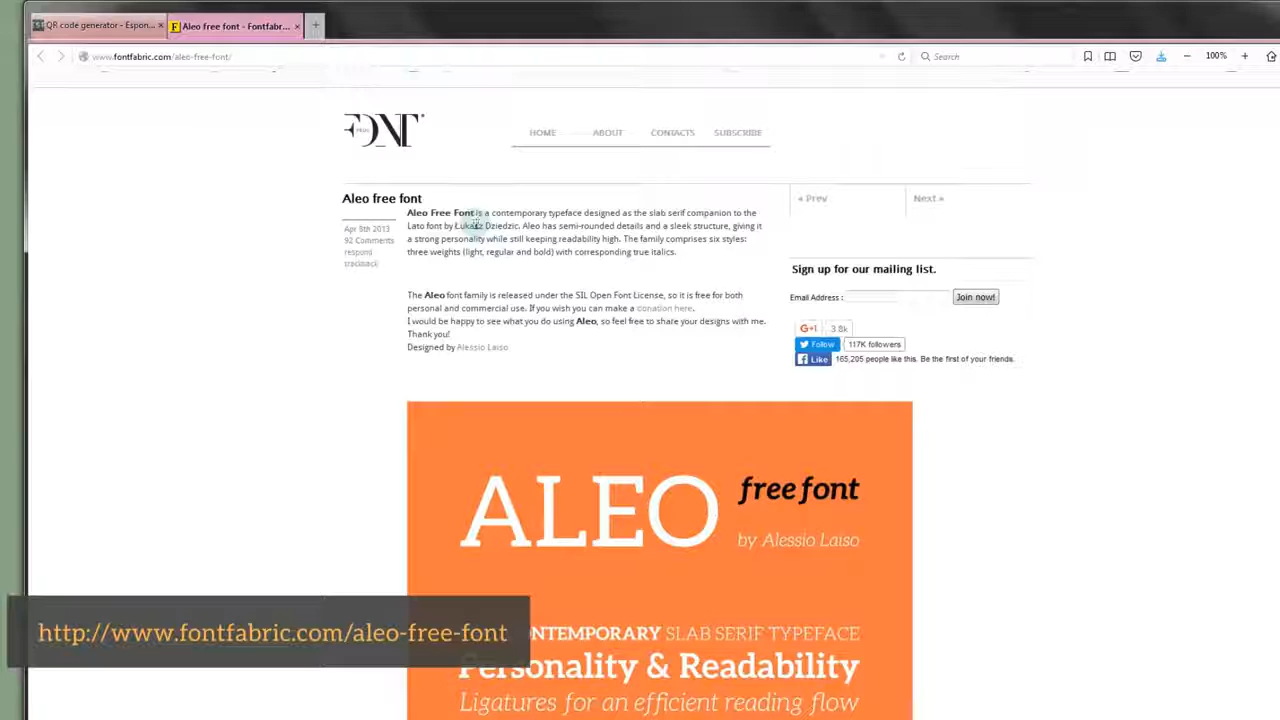 QR code generator - Espon...
Aleo free font - Fontfabr...
www.fontfabric.com/aleo-free-font/
Search
100%
FONT
HOME
ABOUT
CONTACTS
SUBSCRIBE
Aleo free font
Apr 8th 2013
92 Comments
respond
trackback
Aleo Free Font is a contemporary typeface designed as the slab serif companion to the
Lato font by Łukasz Dziedzic. Aleo has semi-rounded details and a sleek structure, giving it
a strong personality while still keeping readability high. The family comprises six styles:
three weights (light, regular and bold) with corresponding true italics.
The Aleo font family is released under the SIL Open Font License, so it is free for both
personal and commercial use. If you wish you can make a donation here.
I would be happy to see what you do using Aleo, so feel free to share your designs with me.
Thank you!
Designed by Alessio Laiso
« Prev
Next »
Sign up for our mailing list.
Email Address :
Join now!
G+1
3.8k
Follow
117K followers
Like
165,205 people like this. Be the first of your friends.
ALEO
free font
by Alessio Laiso
ONTEMPORARY SLAB SERIF TYPEFACE
Personality & Readability
Ligatures for an efficient reading flow
http://www.fontfabric.com/aleo-free-font